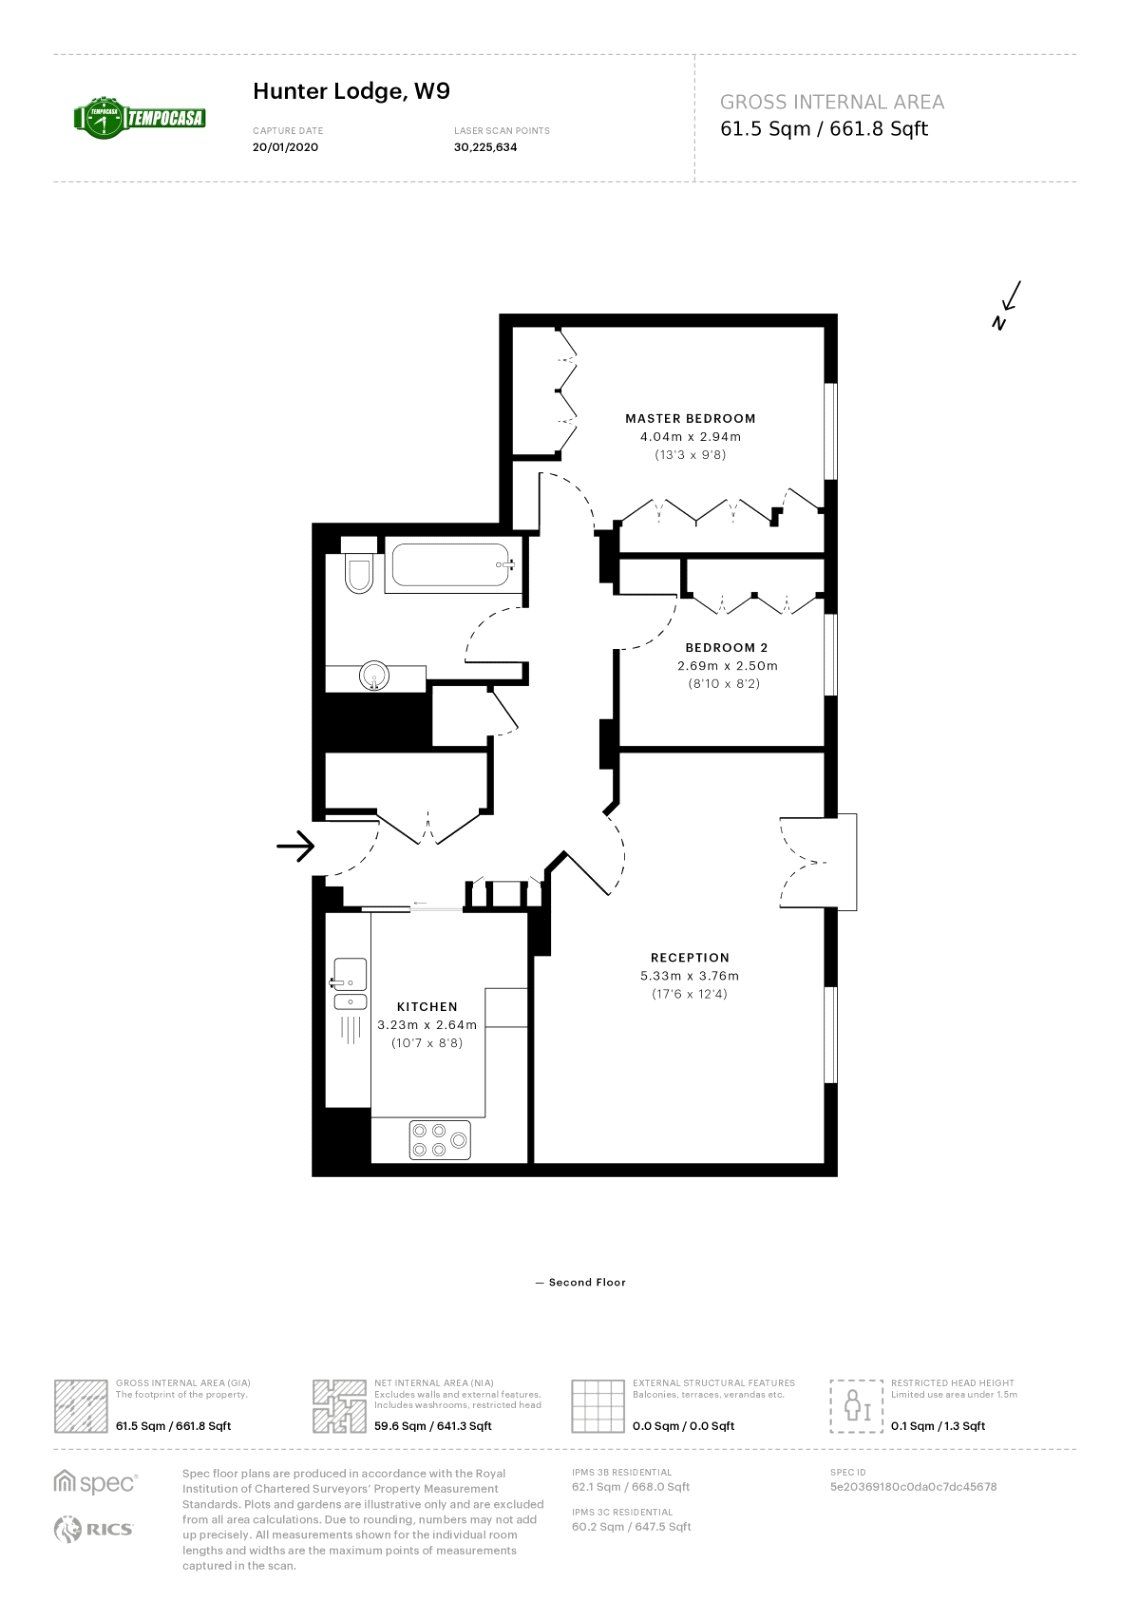 Hunter Lodge, W9
TEMPOCASA
TEMPOCASA
CAPTURE DATE
20/01/2020
LASER SCAN POINTS
30,225,634
GROSS INTERNAL AREA
61.5 Sqm / 661.8 Sqft
N
MASTER BEDROOM
4.04m x 2.94m
(13'3 x 9'8)
BEDROOM 2
2.69m x 2.50m
(8'10 x 8'2)
RECEPTION
5.33m x 3.76m
(17'6 x 12'4)
KITCHEN
3.23m x 2.64m
(10'7 x 8'8)
— Second Floor
GROSS INTERNAL AREA (GIA)
The footprint of the property.
61.5 Sqm / 661.8 Sqft
NET INTERNAL AREA (NIA)
Excludes walls and external features.
Includes washrooms, restricted head
59.6 Sqm / 641.3 Sqft
EXTERNAL STRUCTURAL FEATURES
Balconies, terraces, verandas etc.
0.0 Sqm / 0.0 Sqft
RESTRICTED HEAD HEIGHT
Limited use area under 1.5m
0.1 Sqm / 1.3 Sqft
spec®
RICS
Spec floor plans are produced in accordance with the Royal
Institution of Chartered Surveyors' Property Measurement
Standards. Plots and gardens are illustrative only and are excluded
from all area calculations. Due to rounding, numbers may not add
up precisely. All measurements shown for the individual room
lengths and widths are the maximum points of measurements
captured in the scan.
IPMS 3B RESIDENTIAL
62.1 Sqm / 668.0 Sqft
IPMS 3C RESIDENTIAL
60.2 Sqm / 647.5 Sqft
SPEC ID
5e20369180c0da0c7dc45678